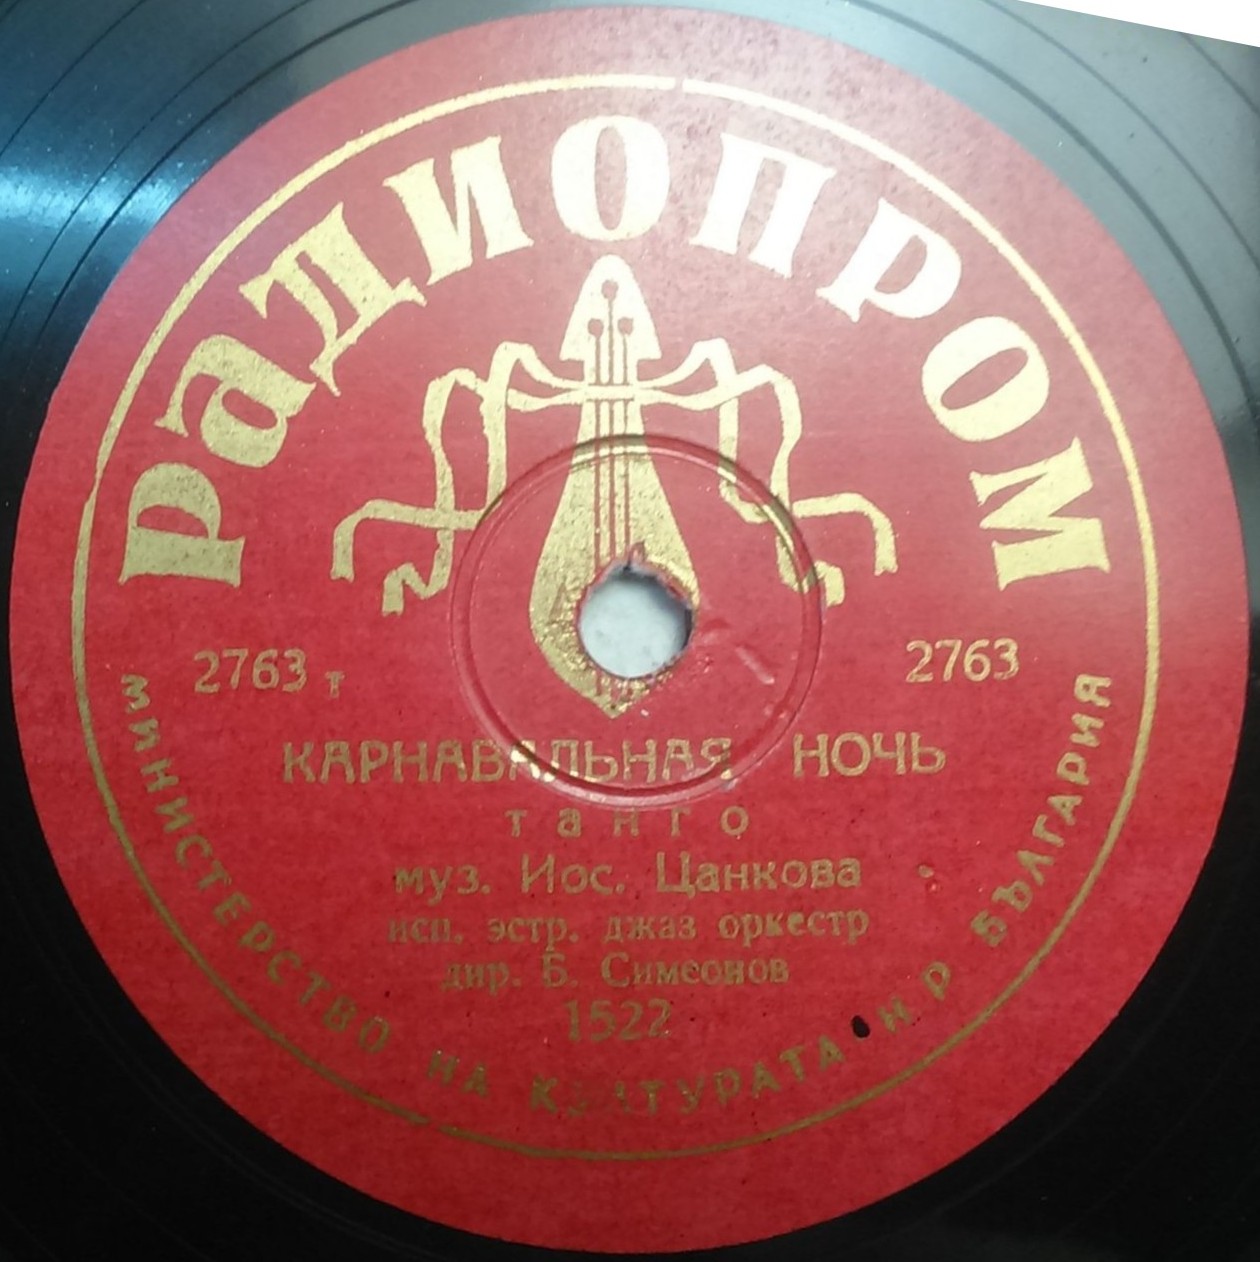 РАДИОПРОМ
2763 т
2763
КАРНАВАЛЬНАЯ НОЧЬ
танго
муз. Иос. Цанкова
исп. эстр. джаз оркестр
дир. Б. Симеонов
1522
МИНИСТЕРСТВО НА КУЛТУРАТА Н.Р БЪЛГАРИЯ